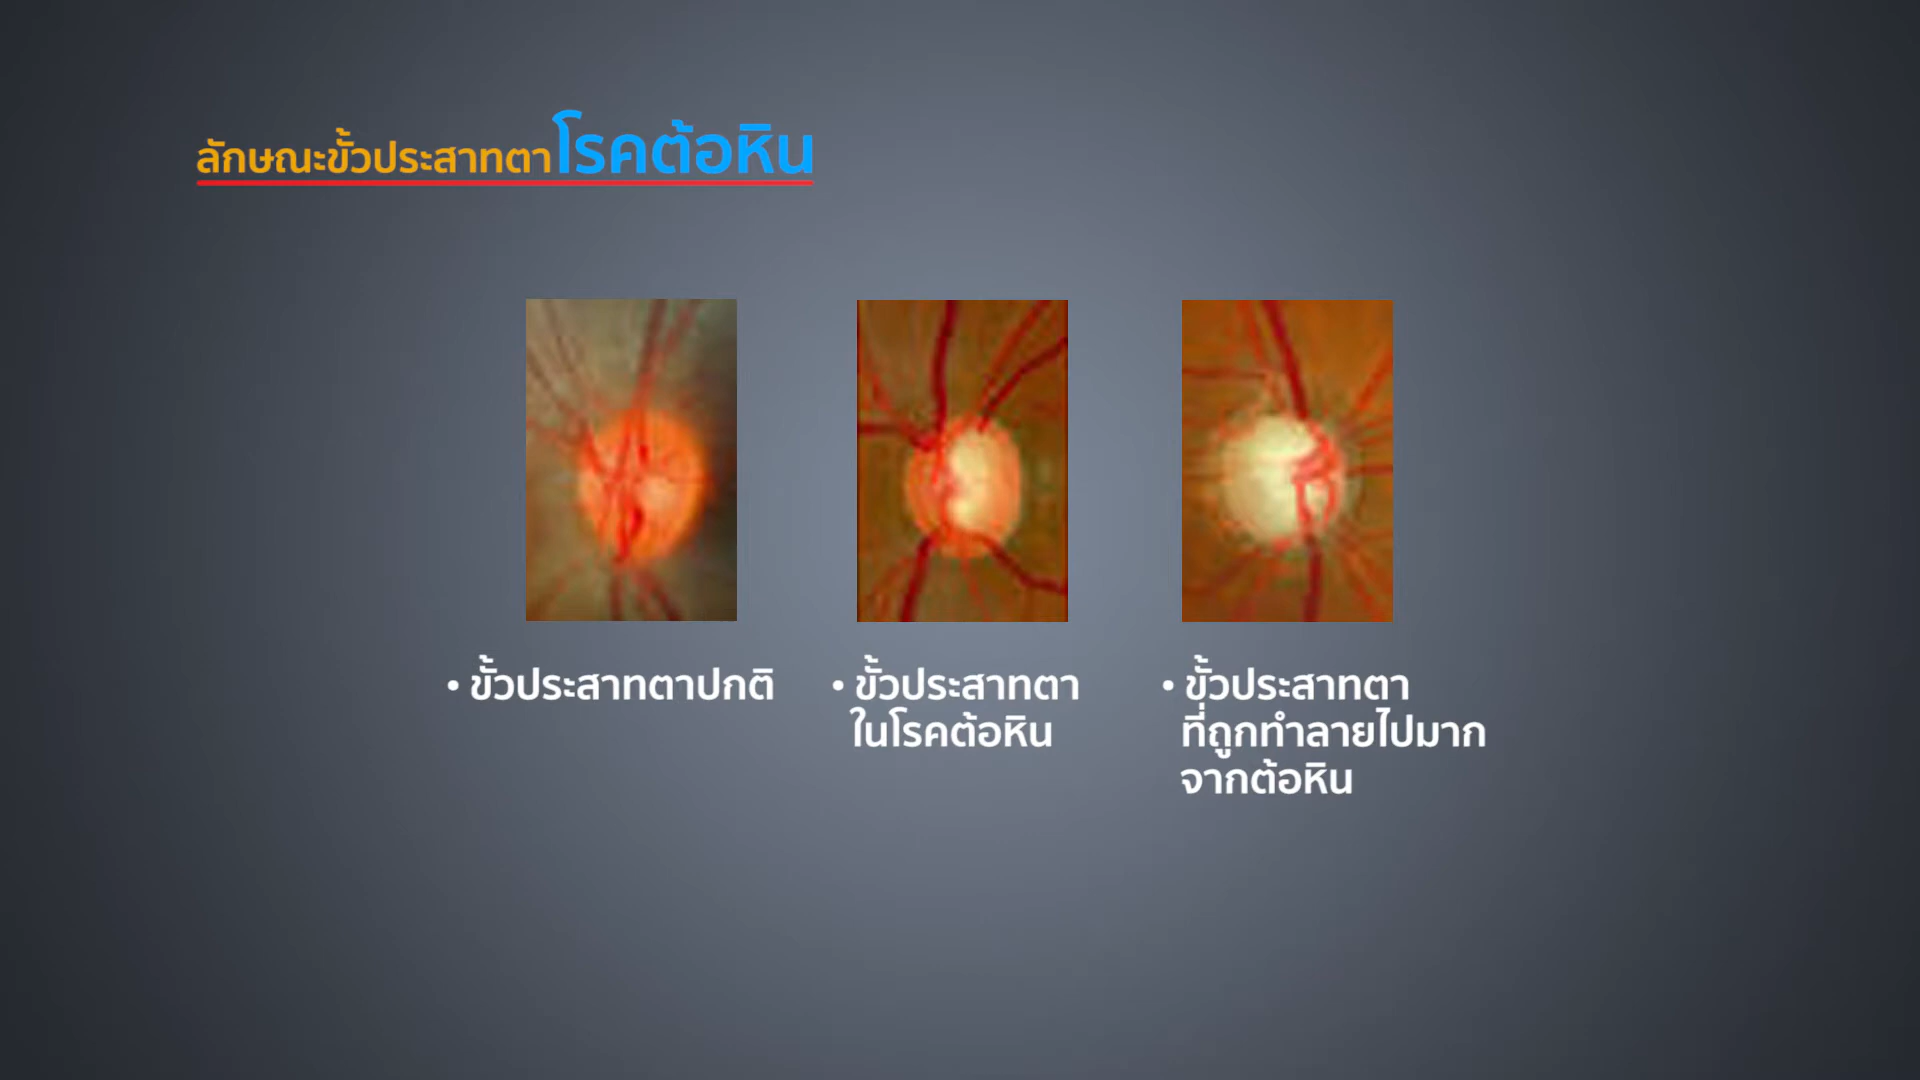 ลักษณะขั้วประสาทตาโรคต้อหิน
• ขั้วประสาทตาปกติ
• ขั้วประสาทตา
ในโรคต้อหิน
• ขั้วประสาทตา
ที่ถูกทำลายไปมาก
จากต้อหิน